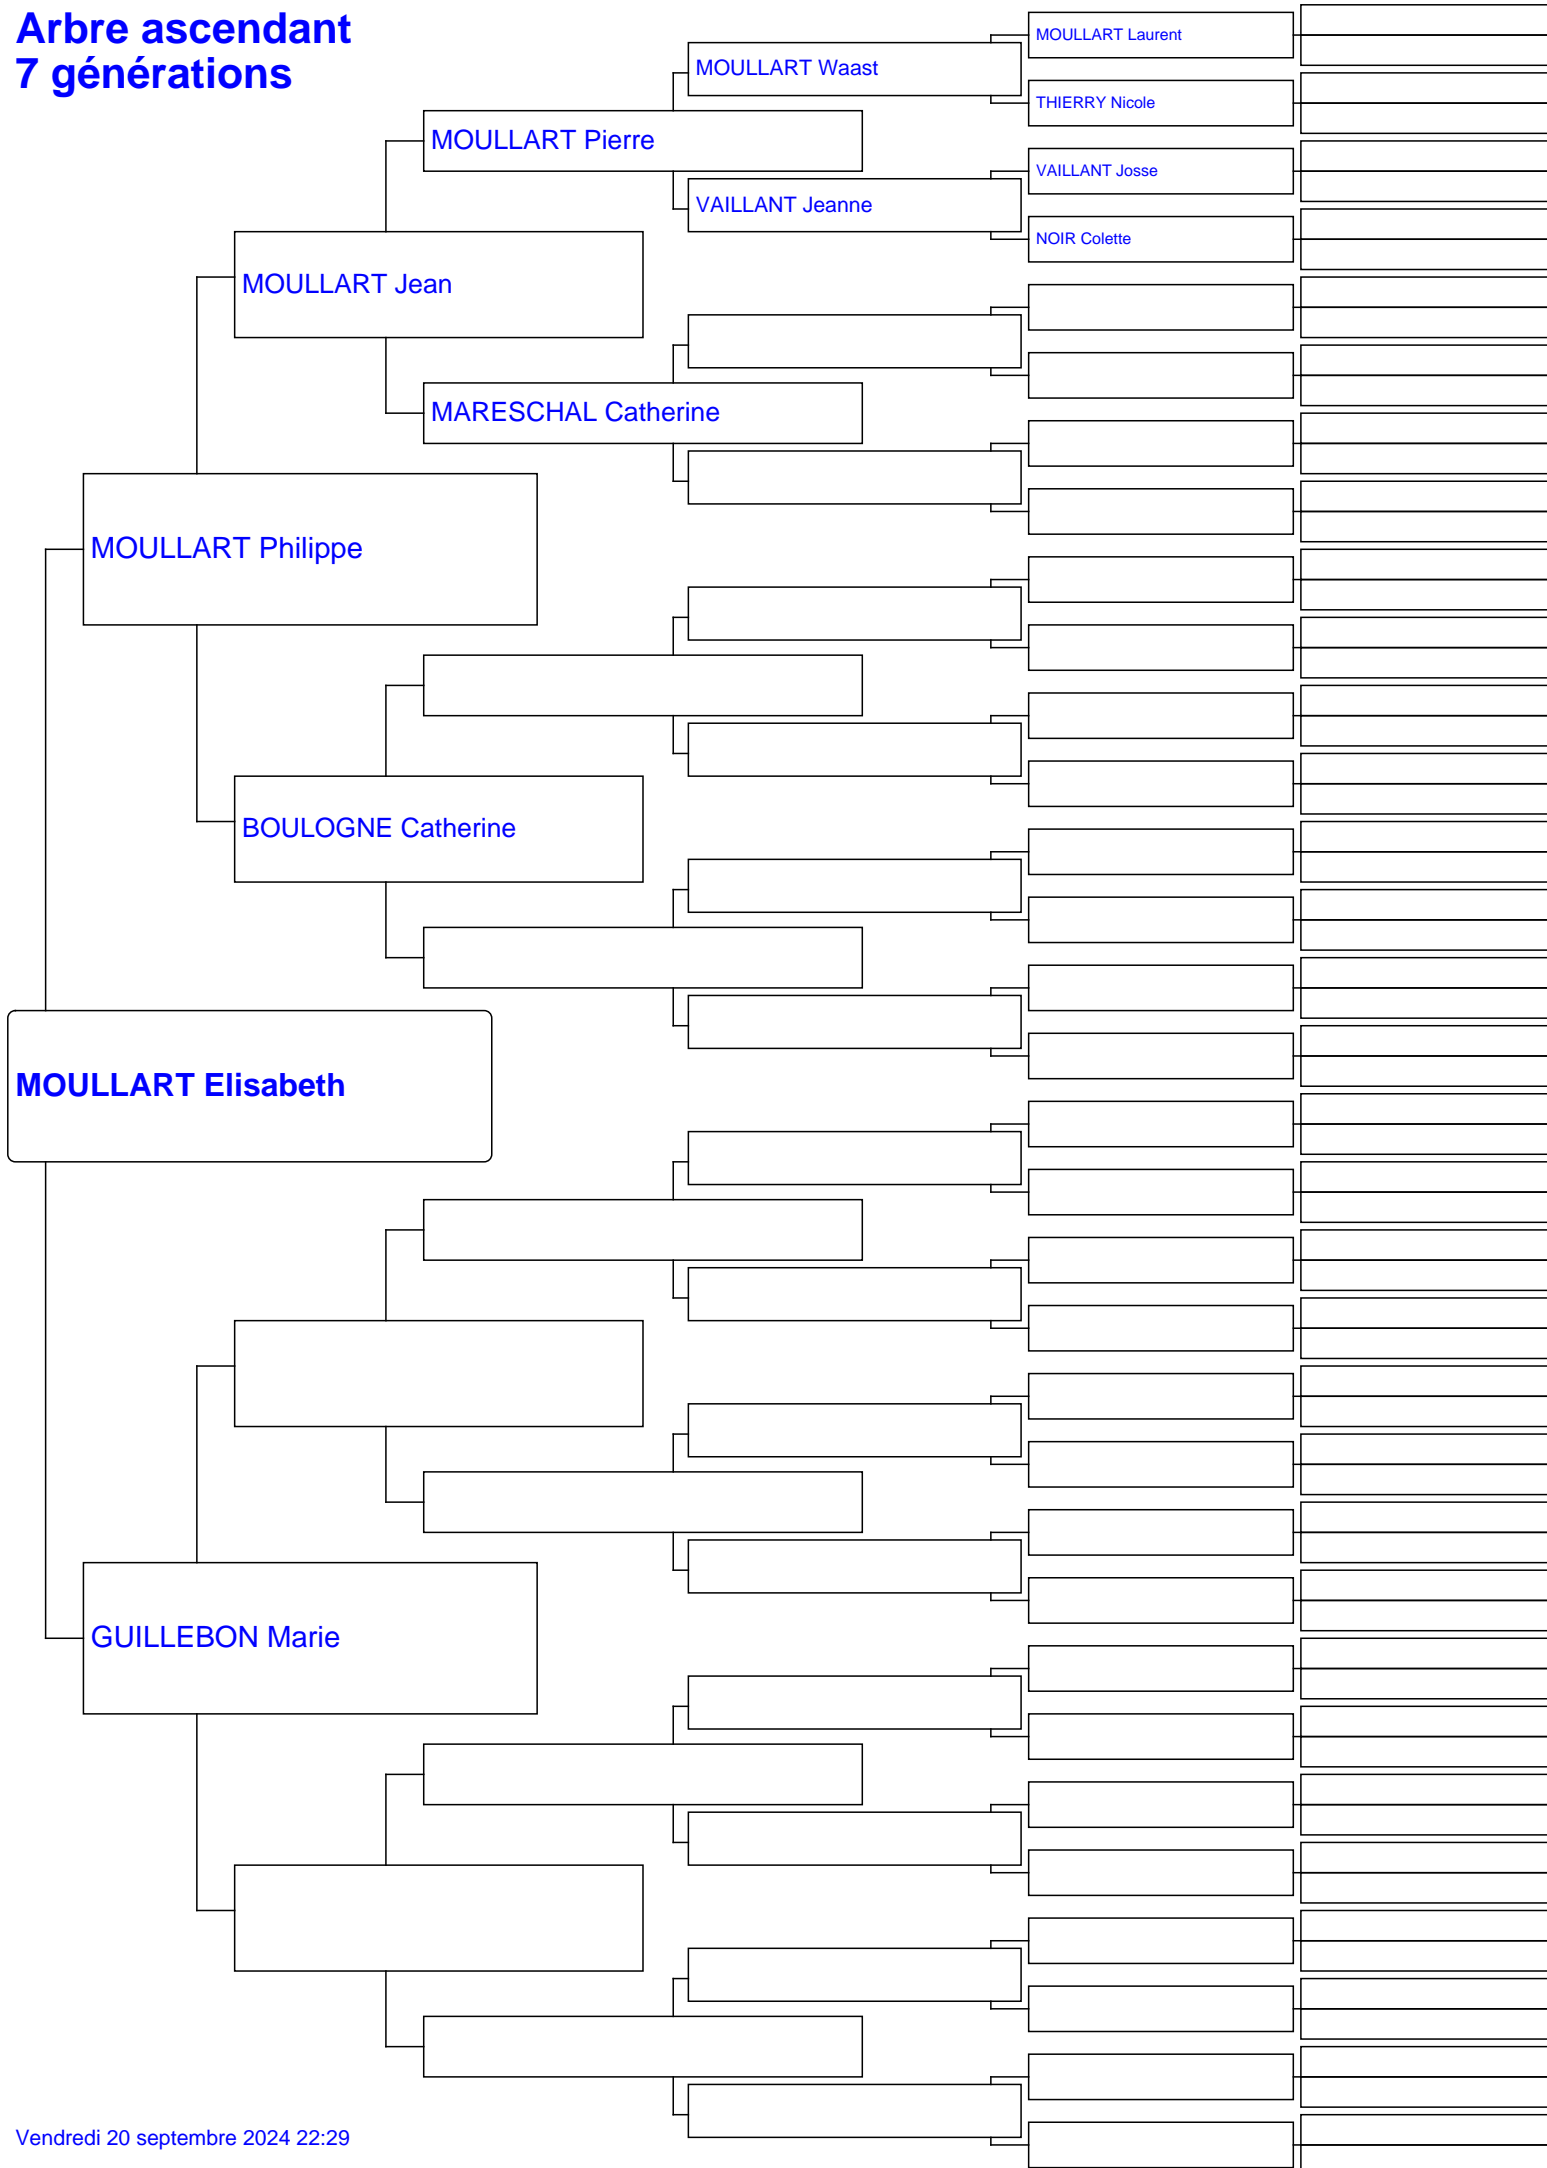 Arbre ascendant
7 générations
MOULLART Laurent
MOULLART Waast
THIERRY Nicole
MOULLART Pierre
VAILLANT Josse
VAILLANT Jeanne
NOIR Colette
MOULLART Jean
MARESCHAL Catherine
MOULLART Philippe
BOULOGNE Catherine
MOULLART Elisabeth
GUILLEBON Marie
Vendredi 20 septembre 2024 22:29